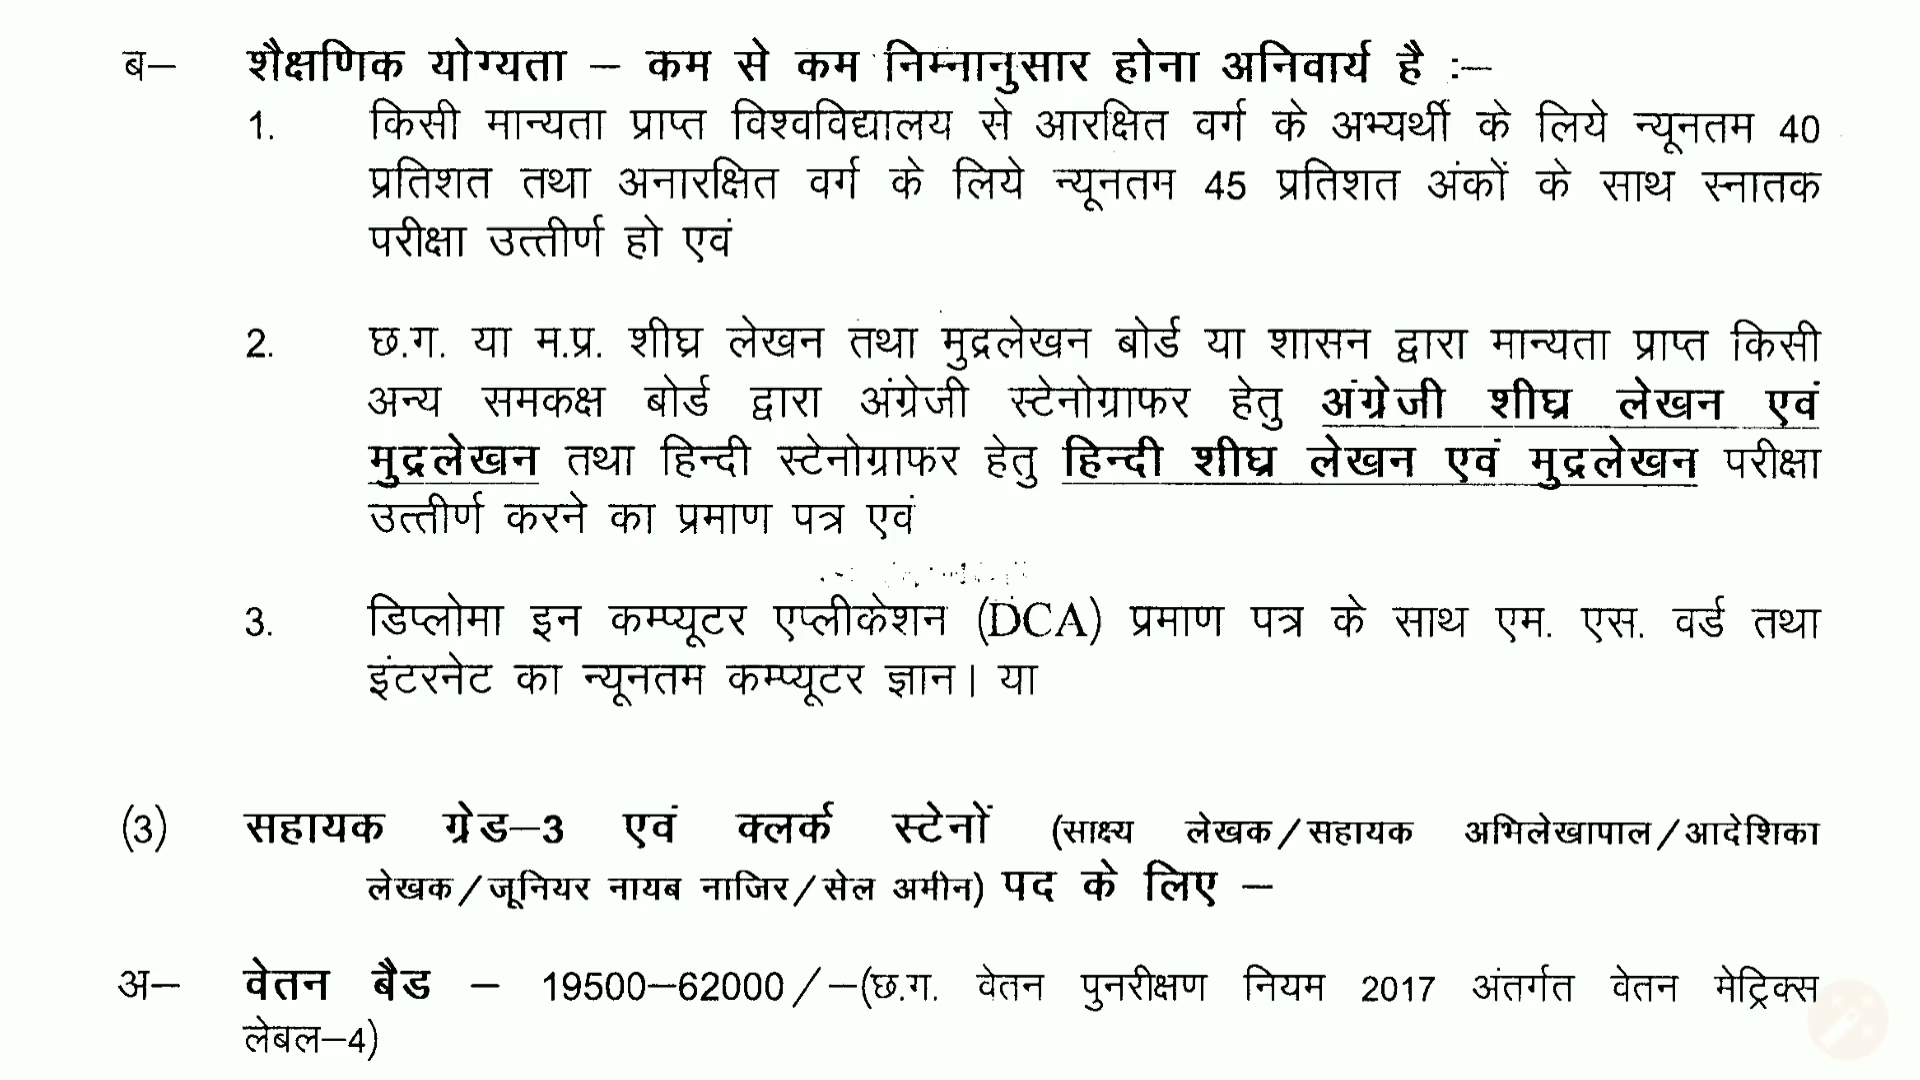 ब– शैक्षणिक योग्यता – कम से कम निम्नानुसार होना अनिवार्य है :–
1. किसी मान्यता प्राप्त विश्वविद्यालय से आरक्षित वर्ग के अभ्यर्थी के लिये न्यूनतम 40
प्रतिशत तथा अनारक्षित वर्ग के लिये न्यूनतम 45 प्रतिशत अंकों के साथ स्नातक
परीक्षा उत्तीर्ण हो एवं
2. छ.ग. या म.प्र. शीघ्र लेखन तथा मुद्रलेखन बोर्ड या शासन द्वारा मान्यता प्राप्त किसी
अन्य समकक्ष बोर्ड द्वारा अंग्रेजी स्टेनोग्राफर हेतु अंग्रेजी शीघ्र लेखन एवं
मुद्रलेखन तथा हिन्दी स्टेनोग्राफर हेतु हिन्दी शीघ्र लेखन एवं मुद्रलेखन परीक्षा
उत्तीर्ण करने का प्रमाण पत्र एवं
3. डिप्लोमा इन कम्प्यूटर एप्लीकेशन (DCA) प्रमाण पत्र के साथ एम. एस. वर्ड तथा
इंटरनेट का न्यूनतम कम्प्यूटर ज्ञान। या
(3) सहायक ग्रेड–3 एवं क्लर्क स्टेनों (साक्ष्य लेखक/सहायक अभिलेखापाल/आदेशिका
लेखक/जूनियर नायब नाजिर/सेल अमीन) पद के लिए –
अ– वेतन बैड – 19500–62000/–(छ.ग. वेतन पुनरीक्षण नियम 2017 अंतर्गत वेतन मेट्रिक्स
लेबल–4)